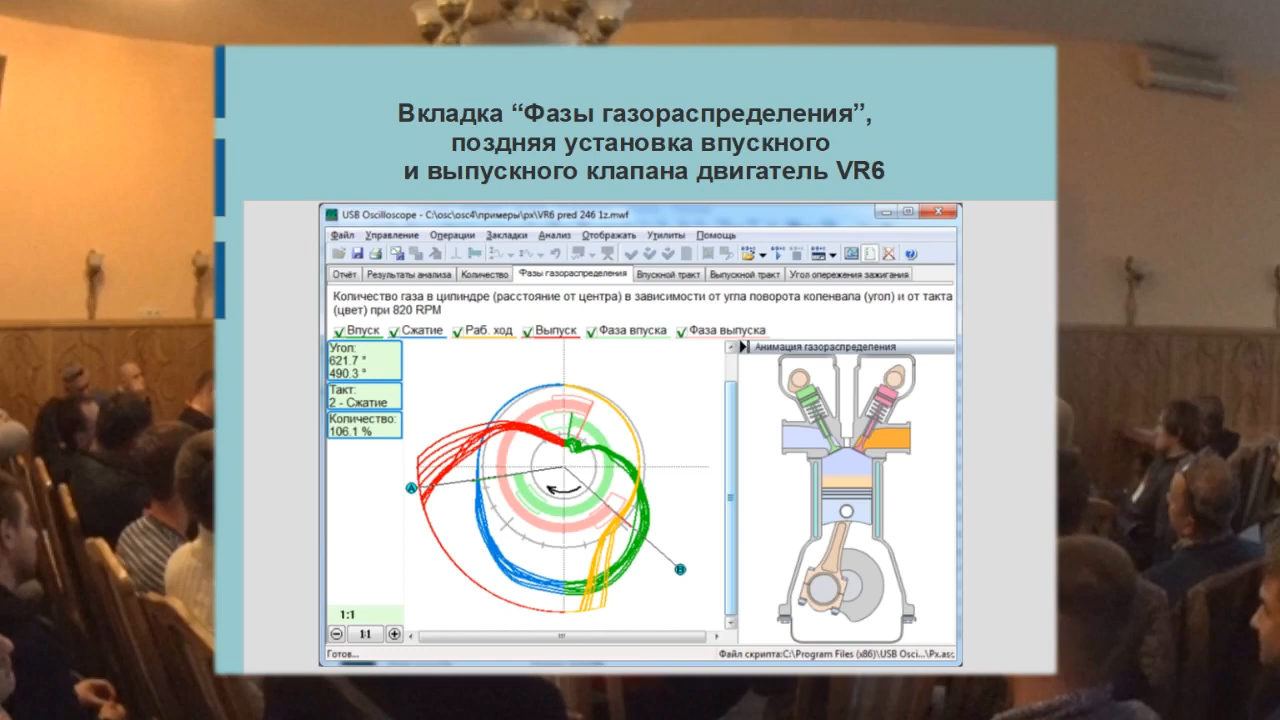 Вкладка “Фазы газораспределения”,
поздняя установка впускного
и выпускного клапана двигатель VR6
USB Oscilloscope - C:\osc\osc4\примеры\px\VR6 pred 246 1z.mwf
Файл Управление Операции Закладки Анализ Отображать Утилиты Помощь
Отчёт Результаты анализа Количество Фазы газораспределения Впускной тракт Выпускной тракт Угол опережения зажигания
Количество газа в цилиндре (расстояние от центра) в зависимости от угла поворота коленвала (угол) и от такта
(цвет) при 820 RPM
Впуск Сжатие Раб. ход Выпуск Фаза впуска Фаза выпуска
Угол:
621.7 °
490.3 °
Такт:
2 - Сжатие
Количество:
106.1 %
Анимация газораспределения
A
B
1:1
1:1
Готов...
Файл скрипта:C:\Program Files (x86)\USB Osci...\Px.asc